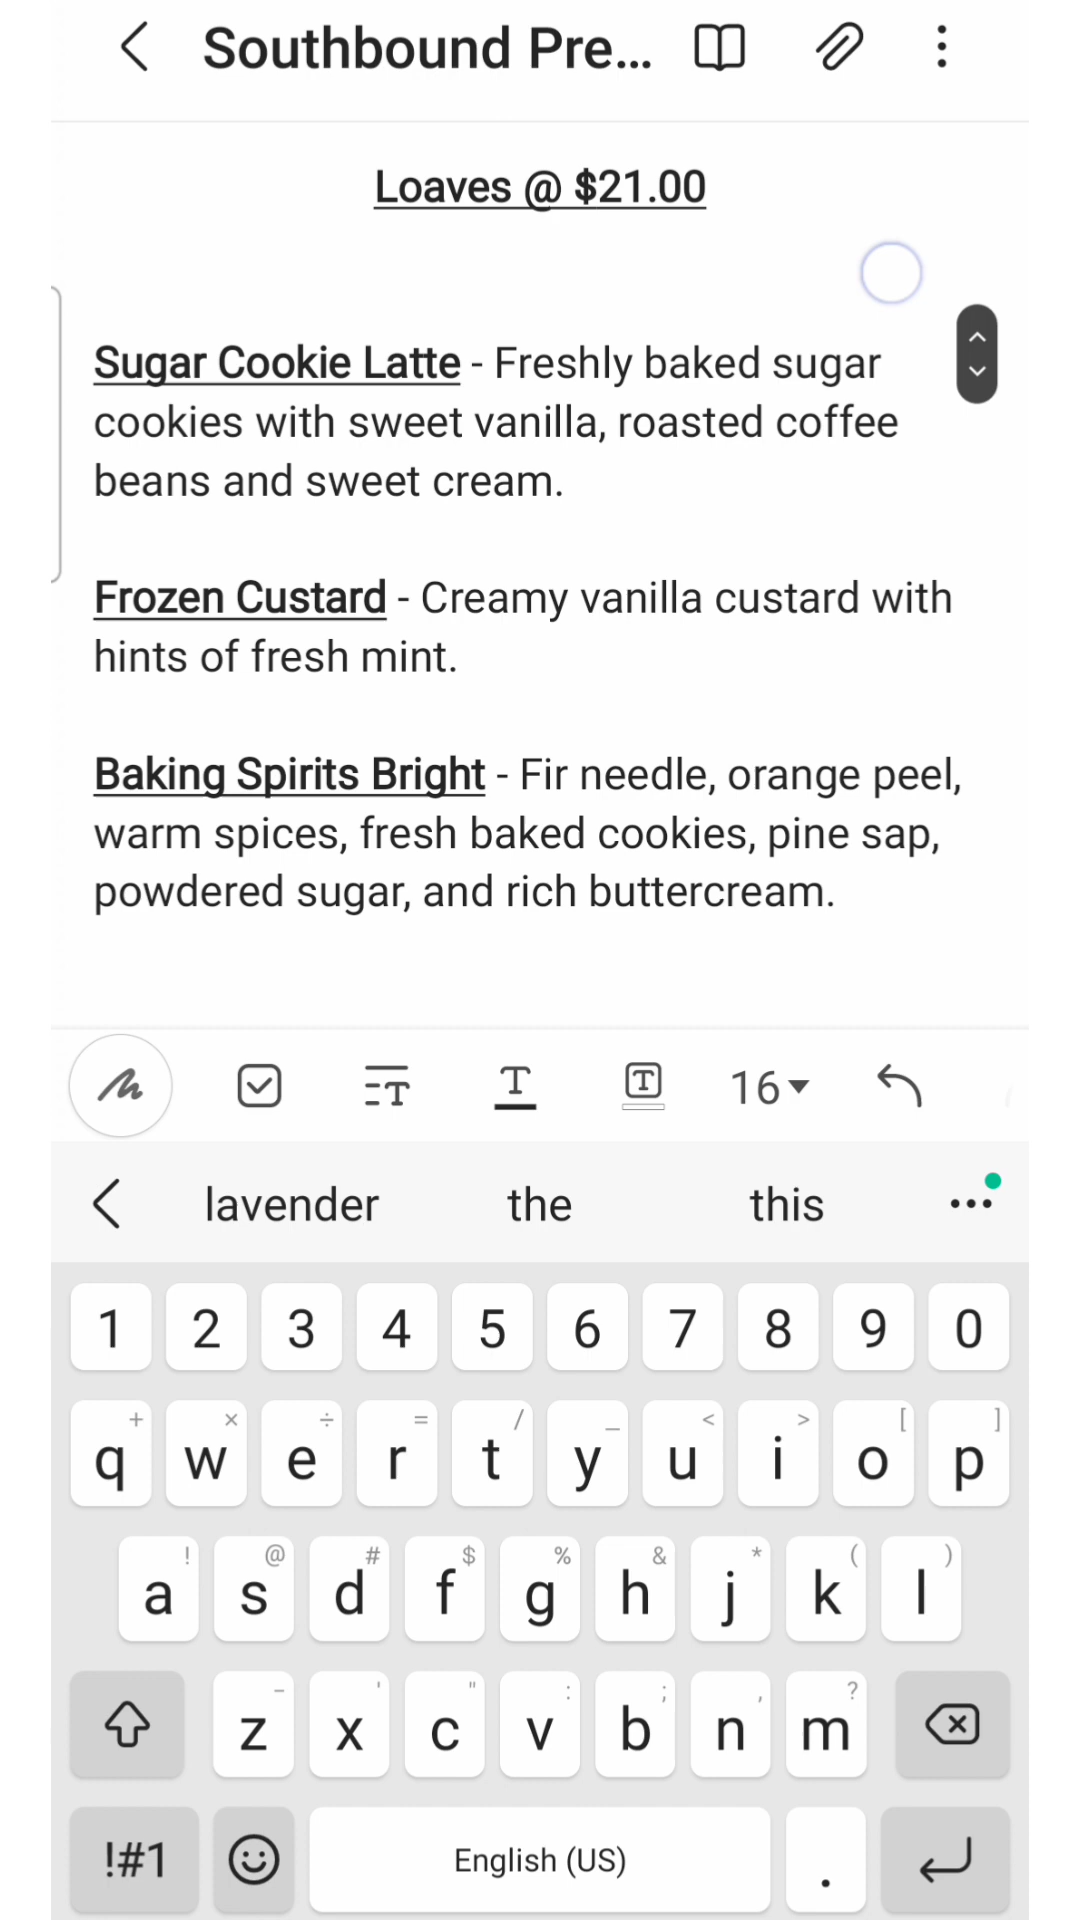 Southbound Pre...
Loaves @ $21.00
Sugar Cookie Latte - Freshly baked sugar
cookies with sweet vanilla, roasted coffee
beans and sweet cream.
Frozen Custard - Creamy vanilla custard with
hints of fresh mint.
Baking Spirits Bright - Fir needle, orange peel,
warm spices, fresh baked cookies, pine sap,
powdered sugar, and rich buttercream.
T T T 16
lavender the this ...
1 2 3 4 5 6 7 8 9 0
+ × ÷ = / _ < > [ ]
q w e r t y u i o p
! @ # $ % & * ( )
a s d f g h j k l
- ' " : ; , ?
z x c v b n m
!#1 English (US) .